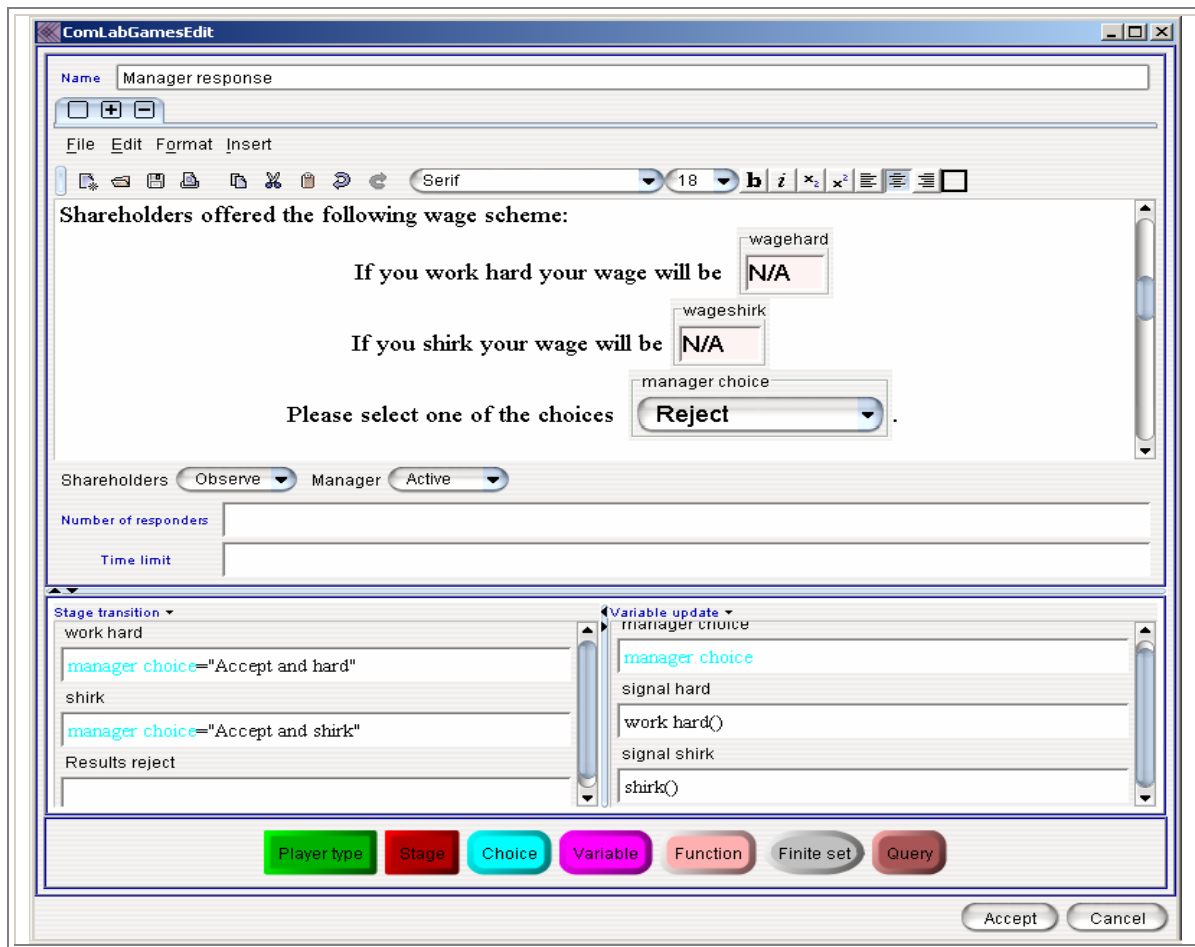 ComLabGamesEdit
Name Manager response
File Edit Format Insert
Serif 18 b i x₂ x²
Shareholders offered the following wage scheme:
wagehard
If you work hard your wage will be N/A
wageshirk
If you shirk your wage will be N/A
manager choice
Please select one of the choices Reject .
Shareholders Observe Manager Active
Number of responders
Time limit
Stage transition
work hard
manager choice="Accept and hard"
shirk
manager choice="Accept and shirk"
Results reject
Variable update
manager choice
manager choice
signal hard
work hard()
signal shirk
shirk()
Player type Stage Choice Variable Function Finite set Query
Accept Cancel